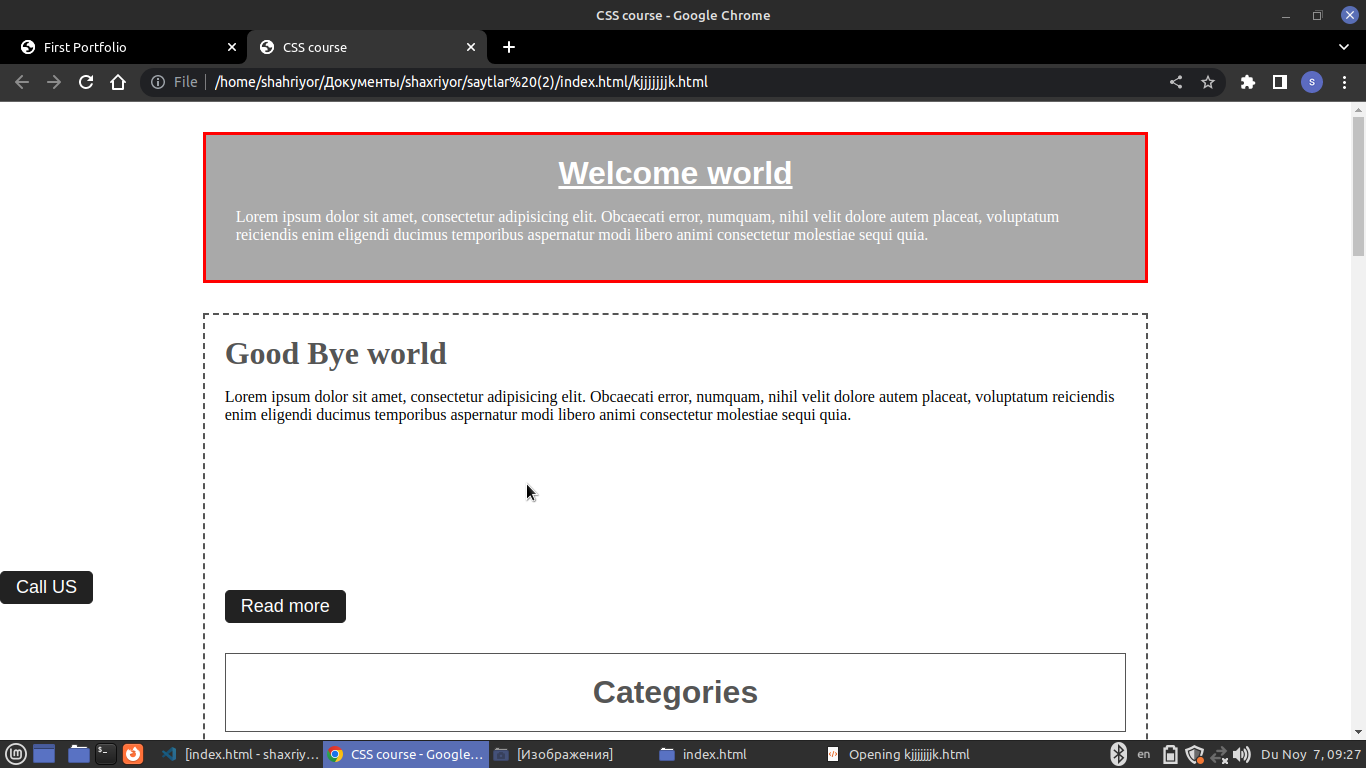 CSS course - Google Chrome
First Portfolio
CSS course
File
/home/shahriyor/Документы/shaxriyor/saytlar%20(2)/index.html/kjjjjjjjk.html
S
Welcome world
Lorem ipsum dolor sit amet, consectetur adipisicing elit. Obcaecati error, numquam, nihil velit dolore autem placeat, voluptatum
reiciendis enim eligendi ducimus temporibus aspernatur modi libero animi consectetur molestiae sequi quia.
Good Bye world
Lorem ipsum dolor sit amet, consectetur adipisicing elit. Obcaecati error, numquam, nihil velit dolore autem placeat, voluptatum reiciendis
enim eligendi ducimus temporibus aspernatur modi libero animi consectetur molestiae sequi quia.
Call US
Read more
Categories
[index.html - shaxriy...
CSS course - Google...
[Изображения]
index.html
Opening kjjjjjjjk.html
en
Du Noy 7, 09:27